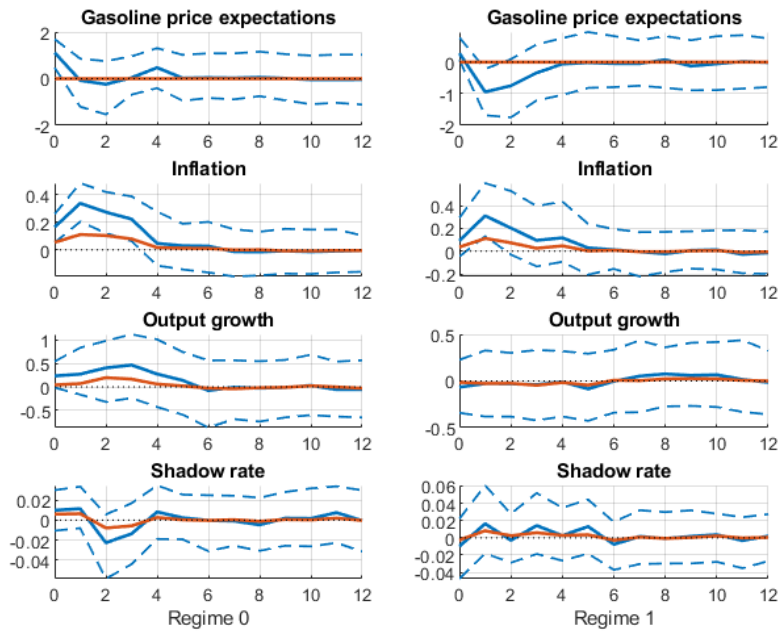 Gasoline price expectations
2
0
-2
0 2 4 6 8 10 12
Gasoline price expectations
0
-1
-2
0 2 4 6 8 10 12
Inflation
0.4
0.2
0
0 2 4 6 8 10 12
Inflation
0.4
0.2
0
-0.2
0 2 4 6 8 10 12
Output growth
1
0.5
0
-0.5
0 2 4 6 8 10 12
Output growth
0.5
0
-0.5
0 2 4 6 8 10 12
Shadow rate
0.02
0
-0.02
-0.04
0 2 4 6 8 10 12
Regime 0
Shadow rate
0.06
0.04
0.02
0
-0.02
-0.04
0 2 4 6 8 10 12
Regime 1